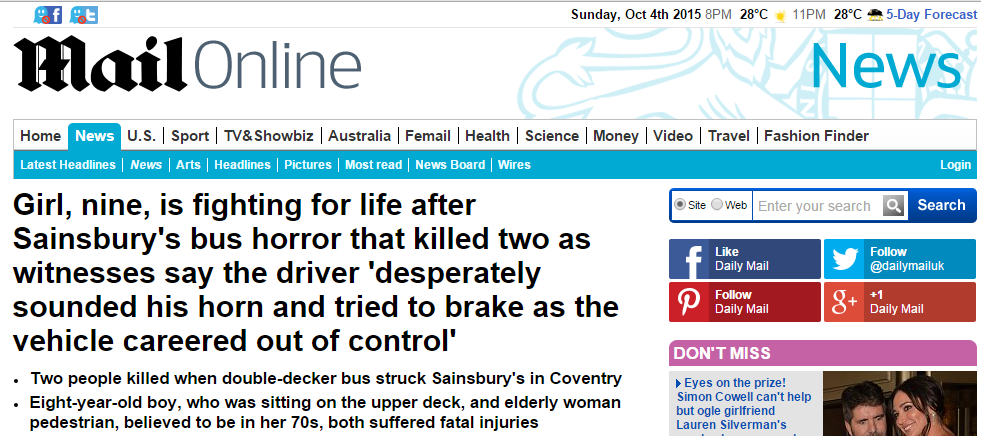 Sunday, Oct 4th 2015 8PM 28°C 11PM 28°C 5-Day Forecast
Mail Online
News
Home News U.S. Sport TV&Showbiz Australia Femail Health Science Money Video Travel Fashion Finder
Latest Headlines News Arts Headlines Pictures Most read News Board Wires Login
Girl, nine, is fighting for life after
Sainsbury's bus horror that killed two as
witnesses say the driver 'desperately
sounded his horn and tried to brake as the
vehicle careered out of control'
• Two people killed when double-decker bus struck Sainsbury's in Coventry
• Eight-year-old boy, who was sitting on the upper deck, and elderly woman
pedestrian, believed to be in her 70s, both suffered fatal injuries
Site Web Enter your search Search
Like
Daily Mail
Follow
@dailymailuk
Follow
Daily Mail
+1
Daily Mail
DON'T MISS
Eyes on the prize!
Simon Cowell can't help
but ogle girlfriend
Lauren Silverman's